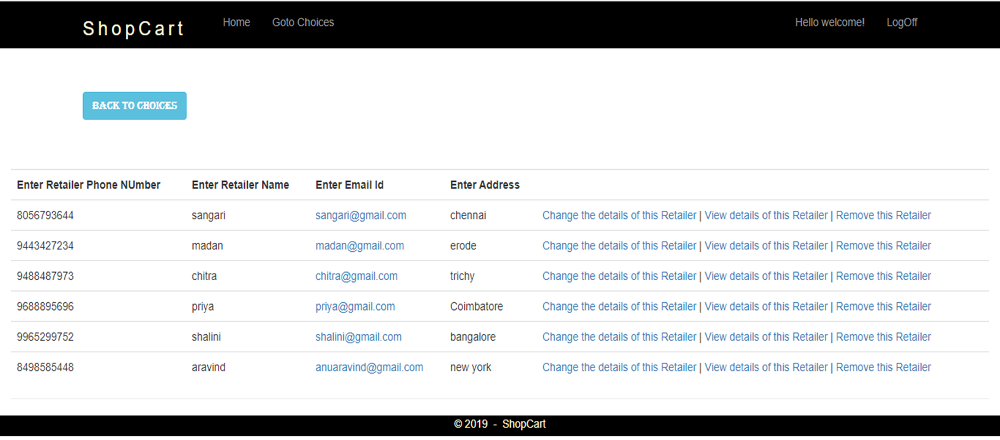 ShopCart Home Goto Choices Hello welcome! LogOff
BACK TO CHOICES
Enter Retailer Phone NUmber Enter Retailer Name Enter Email Id Enter Address
8056793644 sangari sangari@gmail.com chennai Change the details of this Retailer | View details of this Retailer | Remove this Retailer
9443427234 madan madan@gmail.com erode Change the details of this Retailer | View details of this Retailer | Remove this Retailer
9488487973 chitra chitra@gmail.com trichy Change the details of this Retailer | View details of this Retailer | Remove this Retailer
9688895696 priya priya@gmail.com Coimbatore Change the details of this Retailer | View details of this Retailer | Remove this Retailer
9965299752 shalini shalini@gmail.com bangalore Change the details of this Retailer | View details of this Retailer | Remove this Retailer
8498585448 aravind anuaravind@gmail.com new york Change the details of this Retailer | View details of this Retailer | Remove this Retailer
© 2019 - ShopCart